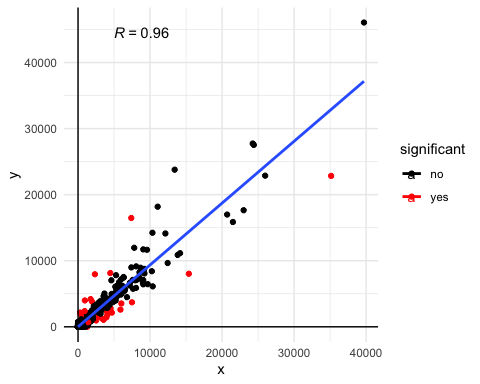 R = 0.96
y
40000
30000
20000
10000
0
0 10000 20000 30000 40000
x
significant
a no
a yes